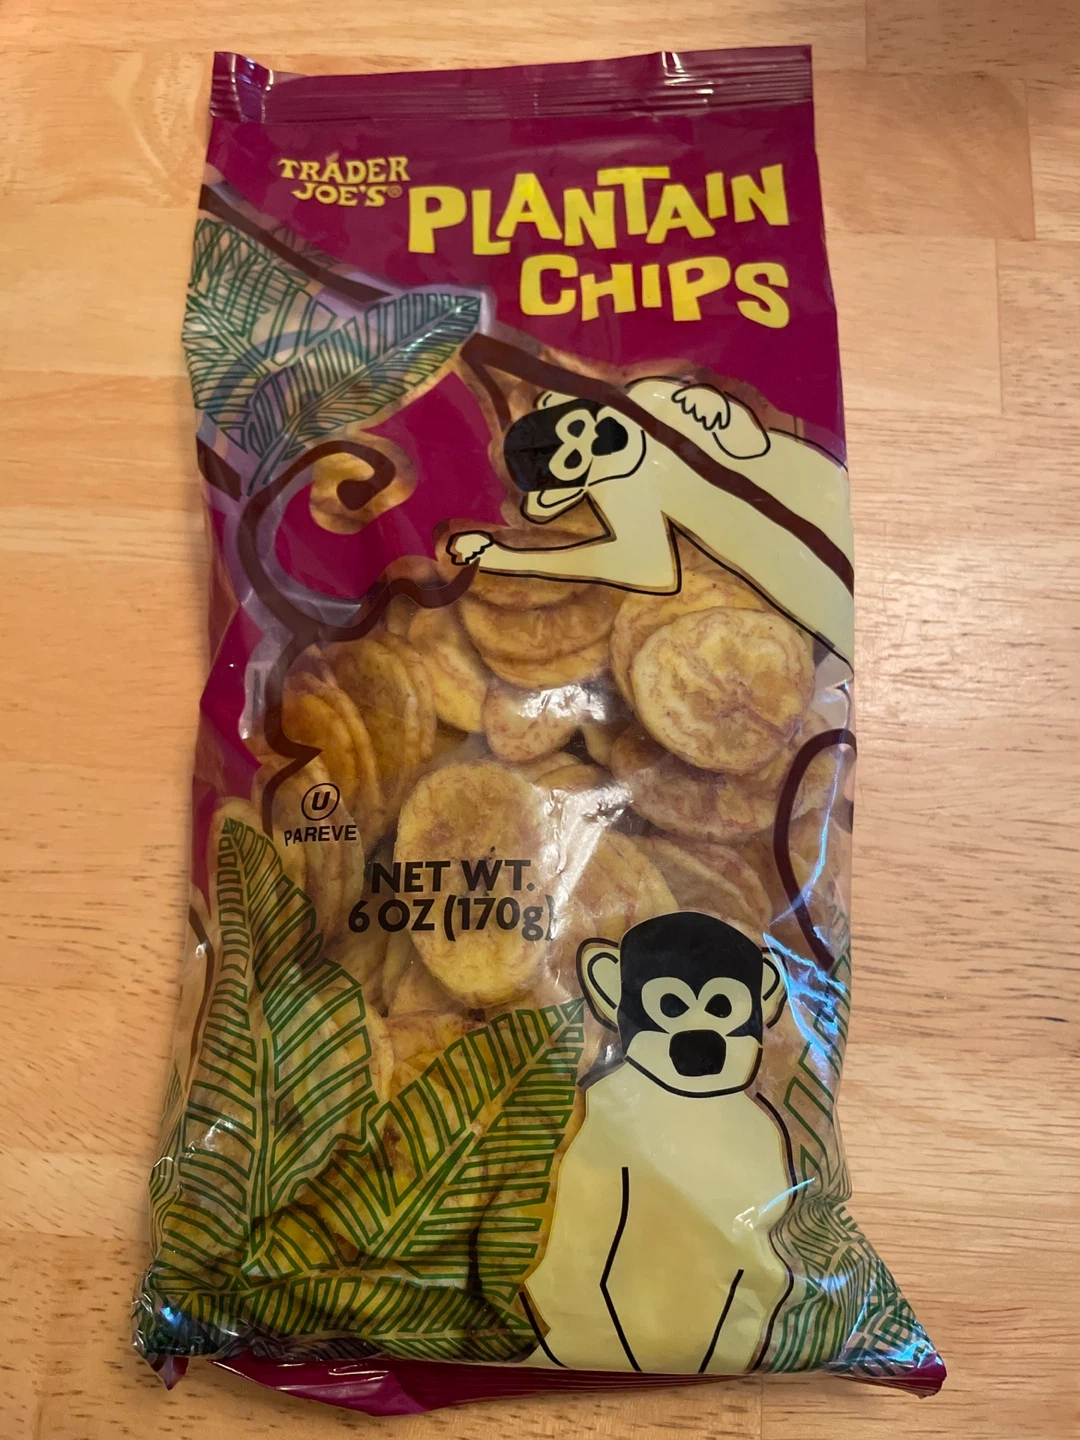 TRADER
JOE'S®
PLANTAIN
CHIPS
U
PAREVE
NET WT.
6 OZ (170g)